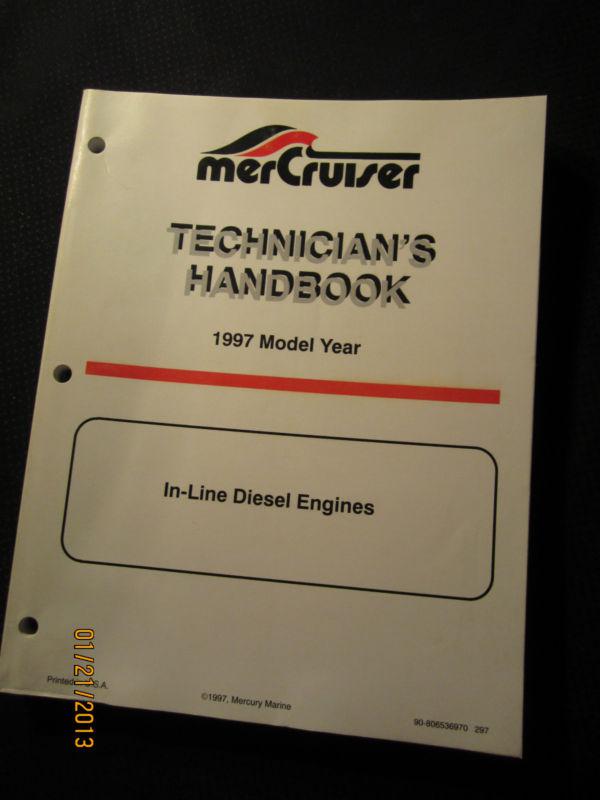 merCruiser
TECHNICIAN'S
HANDBOOK
1997 Model Year
In-Line Diesel Engines
Printed S.A.
©1997, Mercury Marine
90-806536970 297
01/21/2013